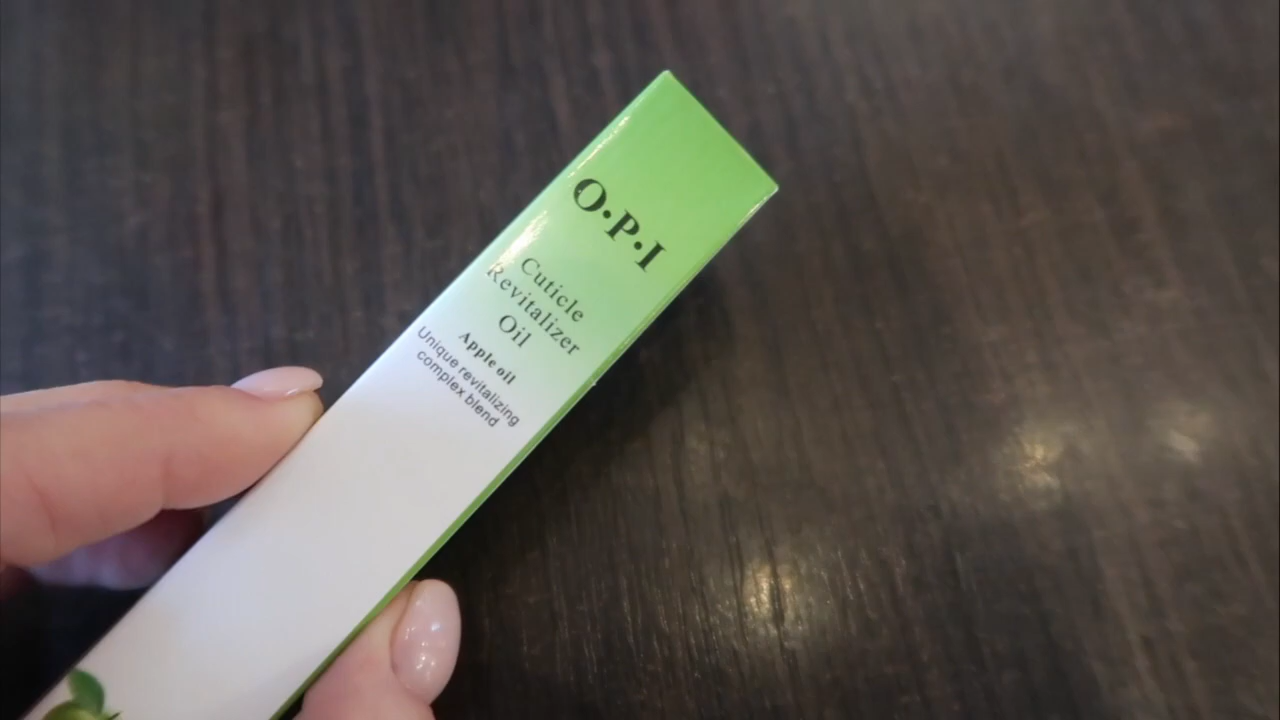 O·P·I
Cuticle
Revitalizer
Oil
Apple oil
Unique revitalizing
complex blend